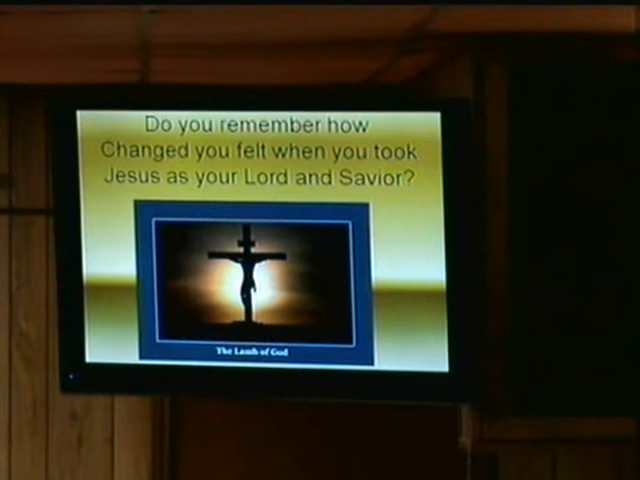 Do you remember how
Changed you felt when you took
Jesus as your Lord and Savior?
The Lamb of God